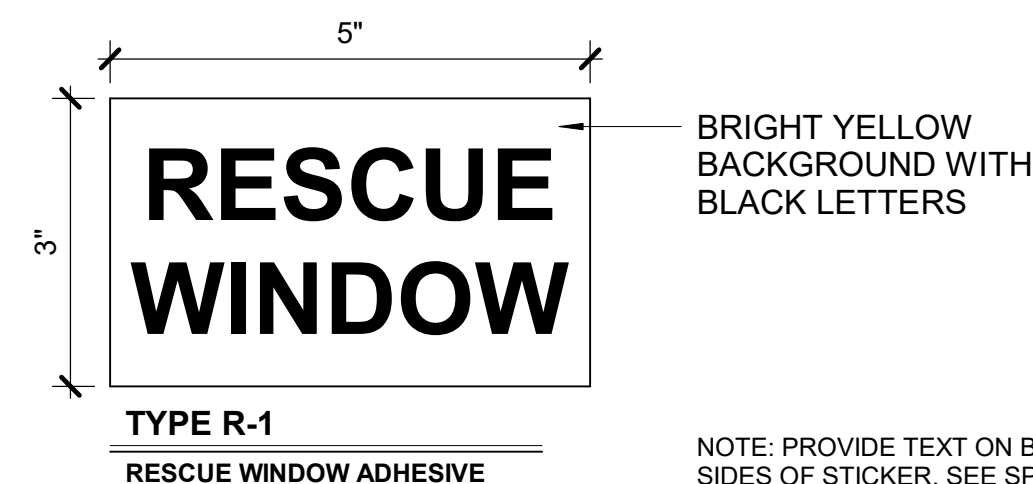 5"
3"
RESCUE
WINDOW
BRIGHT YELLOW
BACKGROUND WITH
BLACK LETTERS
TYPE R-1
RESCUE WINDOW ADHESIVE
NOTE: PROVIDE TEXT ON
SIDES OF STICKER. SEE